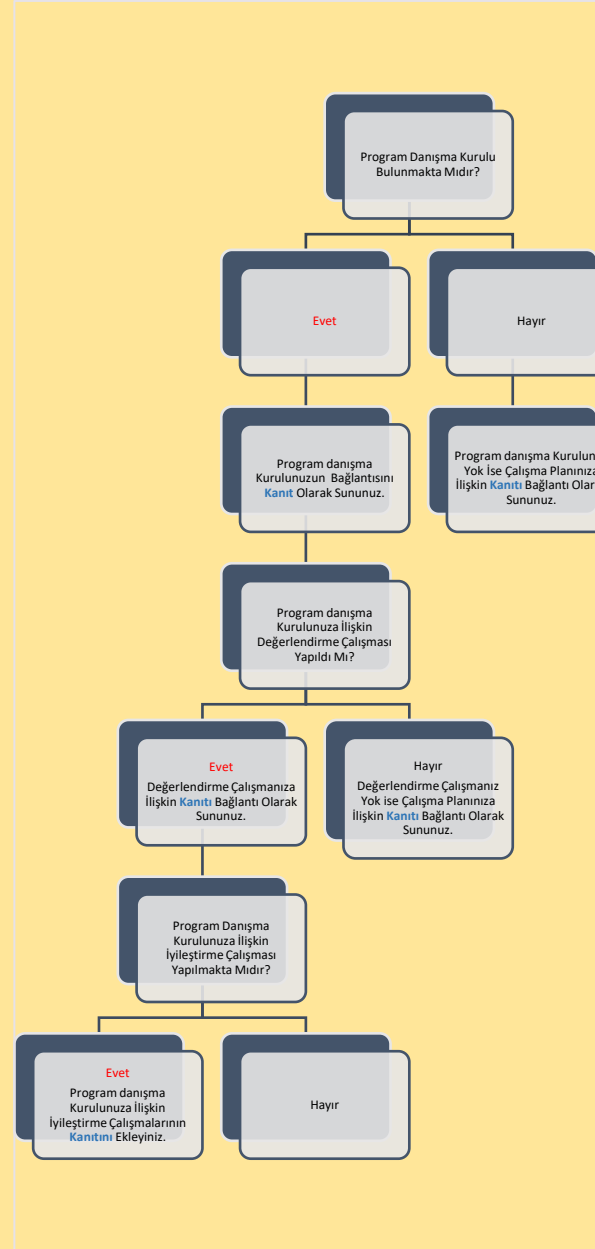 Program Danışma Kurulu
Bulunmakta Mıdır?
Evet
Hayır
Program danışma
Kurulunuzun Bağlantısını
Kanıt Olarak Sununuz.
Program danışma
Yok İse Çalışma
İlişkin Kanıtı Bağlantı
Sununuz.
Program danışma
Kurulunuza İlişkin
Değerlendirme Çalışması
Yapıldı Mı?
Evet
Değerlendirme Çalışmanıza
İlişkin Kanıtı Bağlantı Olarak
Sununuz.
Hayır
Değerlendirme Çalışmanız
Yok ise Çalışma Planınıza
İlişkin Kanıtı Bağlantı Olarak
Sununuz.
Program Danışma
Kurulunuza İlişkin
İyileştirme Çalışması
Yapılmakta Mıdır?
Evet
Program danışma
Kurulunuza İlişkin
İyileştirme Çalışmalarının
Kanıtını Ekleyiniz.
Hayır